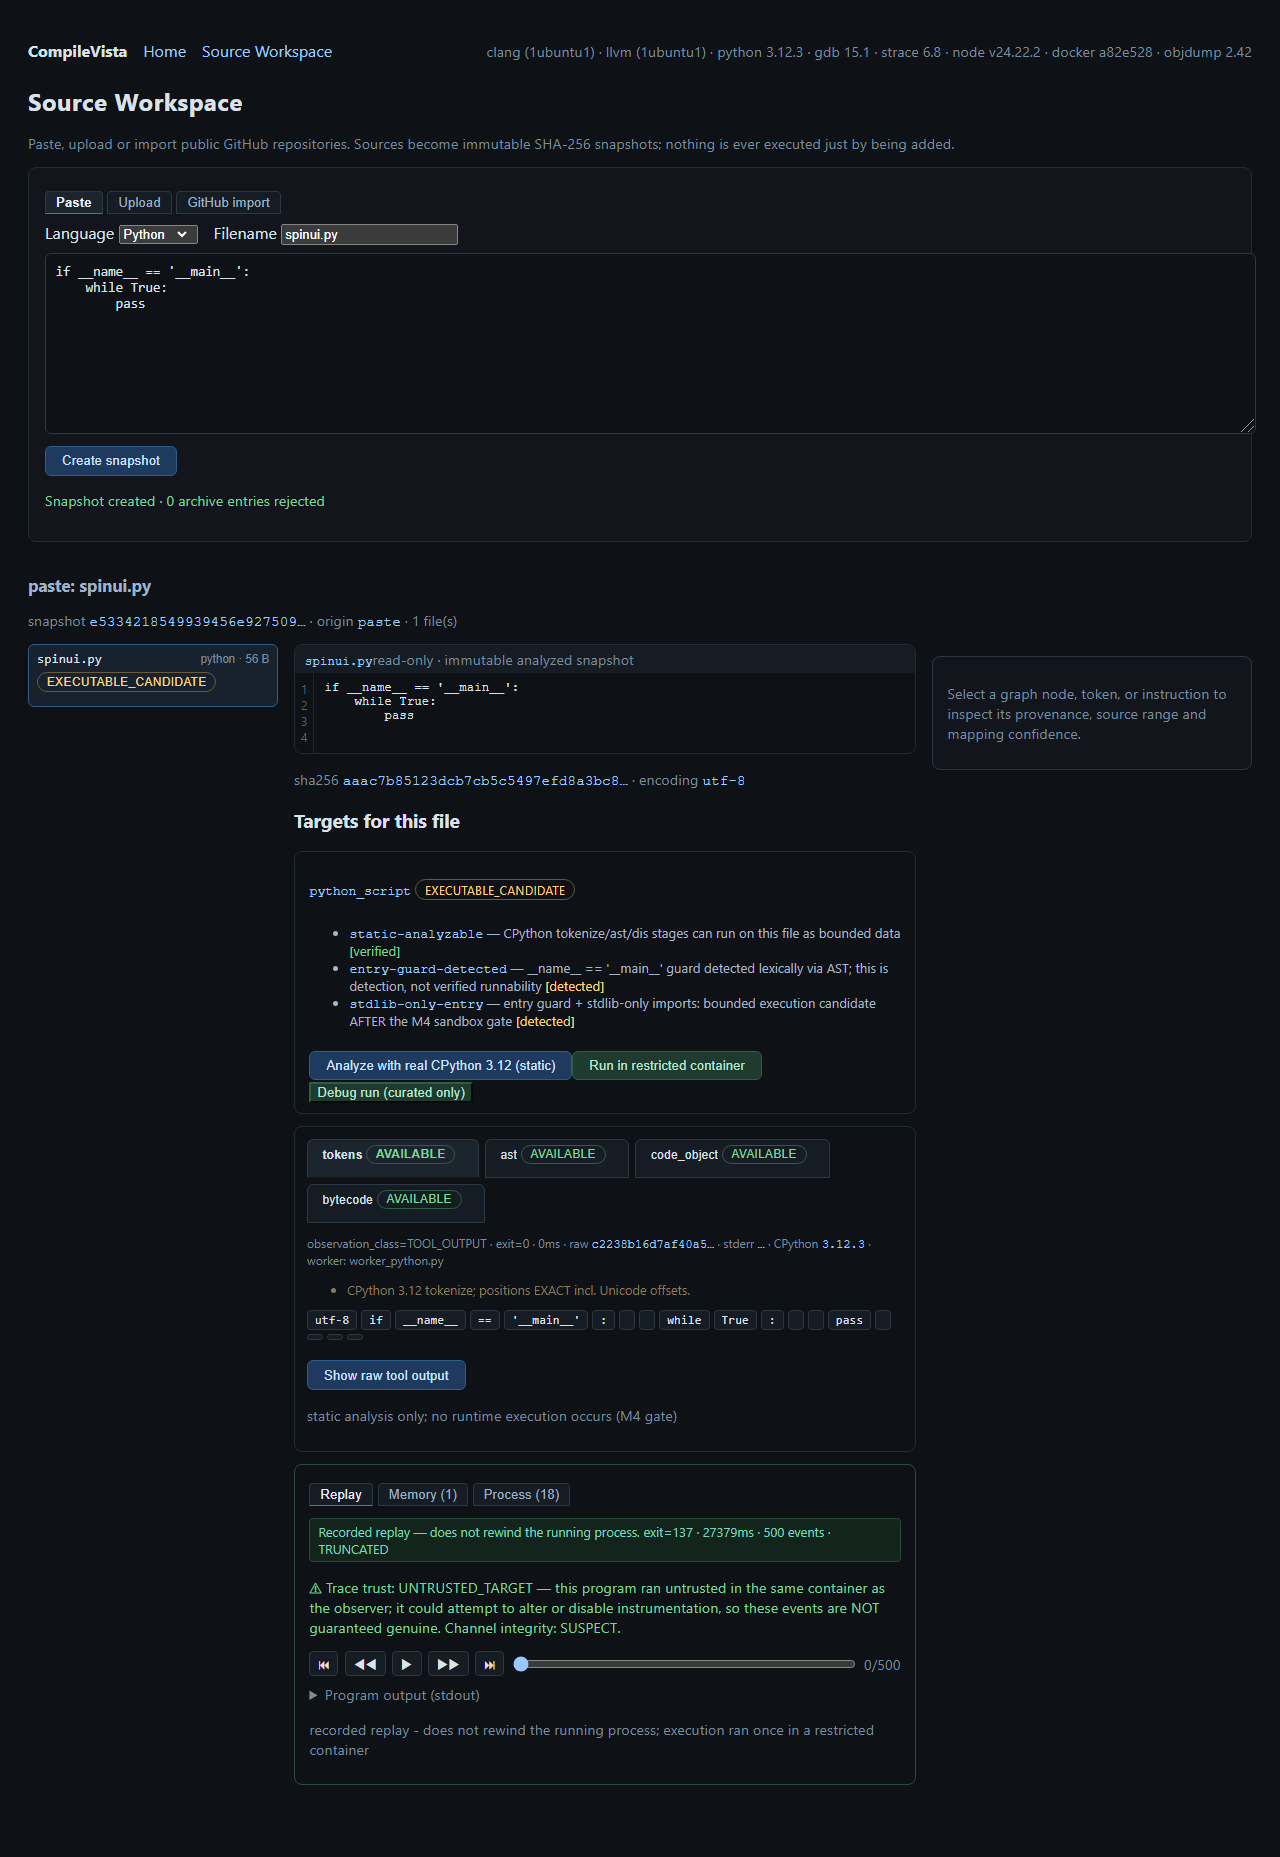 CompileVista Home Source Workspace clang (1ubuntu1) · llvm (1ubuntu1) · python 3.12.3 · gdb 15.1 · strace 6.8 · node v24.22.2 · docker a82e528 · objdump 2.42
Source Workspace
Paste, upload or import public GitHub repositories. Sources become immutable SHA-256 snapshots; nothing is ever executed just by being added.
Paste Upload GitHub import
Language Python Filename spinui.py
if __name__ == '__main__':
    while True:
        pass
Create snapshot
Snapshot created · 0 archive entries rejected
paste: spinui.py
snapshot e5334218549939456e927509… · origin paste · 1 file(s)
spinui.py python · 56 B
EXECUTABLE_CANDIDATE
spinui.py read-only · immutable analyzed snapshot
1 if __name__ == '__main__':
2     while True:
3         pass
4
Select a graph node, token, or instruction to
inspect its provenance, source range and
mapping confidence.
sha256 aaac7b85123dcb7cb5c5497efd8a3bc8… · encoding utf-8
Targets for this file
python_script EXECUTABLE_CANDIDATE
• static-analyzable — CPython tokenize/ast/dis stages can run on this file as bounded data
[verified]
• entry-guard-detected — __name__ == '__main__' guard detected lexically via AST; this is
detection, not verified runnability [detected]
• stdlib-only-entry — entry guard + stdlib-only imports: bounded execution candidate
AFTER the M4 sandbox gate [detected]
Analyze with real CPython 3.12 (static) Run in restricted container
Debug run (curated only)
tokens AVAILABLE ast AVAILABLE code_object AVAILABLE
bytecode AVAILABLE
observation_class=TOOL_OUTPUT · exit=0 · 0ms · raw c2238b16d7af40a5… · stderr … · CPython 3.12.3 ·
worker: worker_python.py
• CPython 3.12 tokenize; positions EXACT incl. Unicode offsets.
utf-8 if __name__ == '__main__' : while True : pass
Show raw tool output
static analysis only; no runtime execution occurs (M4 gate)
Replay Memory (1) Process (18)
Recorded replay — does not rewind the running process. exit=137 · 27379ms · 500 events ·
TRUNCATED
⚠ Trace trust: UNTRUSTED_TARGET — this program ran untrusted in the same container as
the observer; it could attempt to alter or disable instrumentation, so these events are NOT
guaranteed genuine. Channel integrity: SUSPECT.
⏮ ◀◀ ▶ ▶▶ ⏭ 0/500
▶ Program output (stdout)
recorded replay - does not rewind the running process; execution ran once in a restricted
container